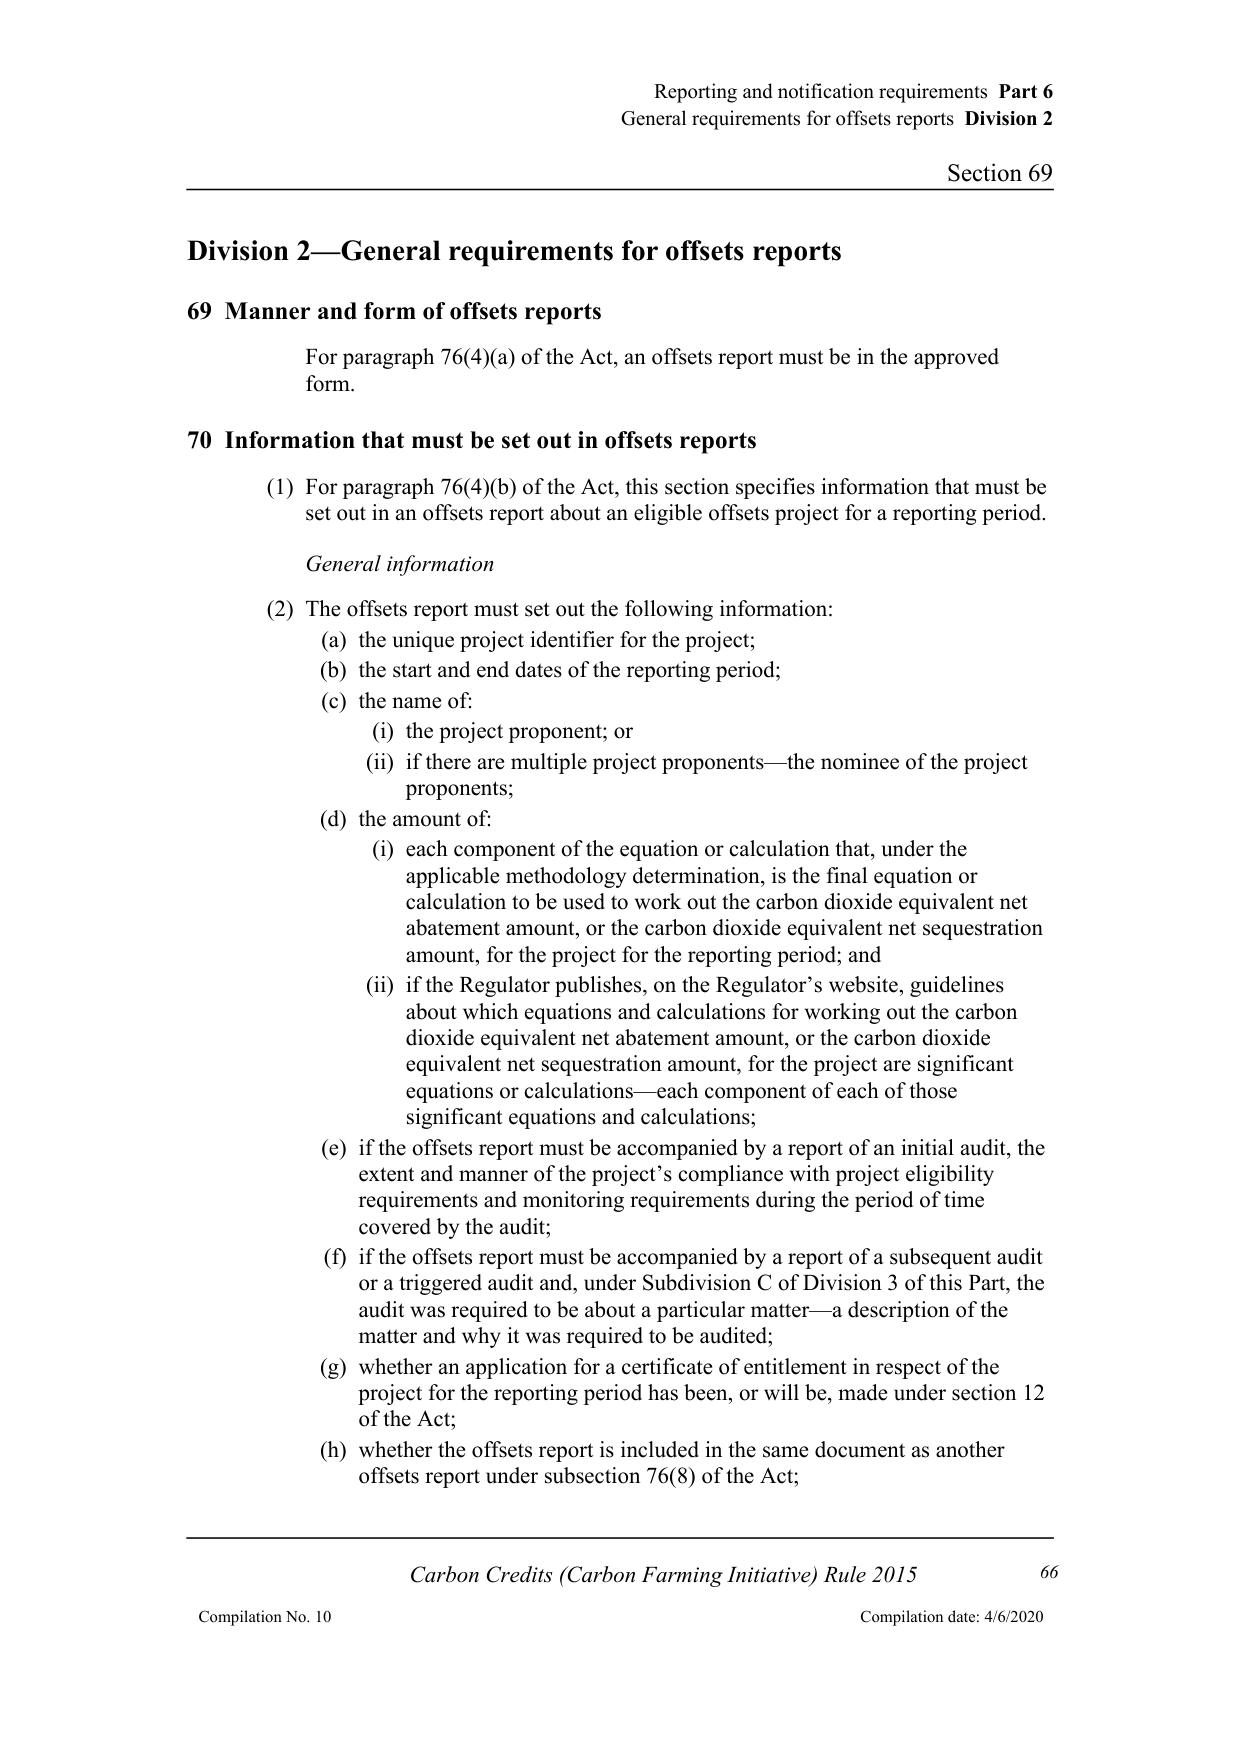 Reporting and notification requirements  Part 6
General requirements for offsets reports  Division 2
Section 69
Division 2—General requirements for offsets reports
69  Manner and form of offsets reports
For paragraph 76(4)(a) of the Act, an offsets report must be in the approved
form.
70  Information that must be set out in offsets reports
(1)  For paragraph 76(4)(b) of the Act, this section specifies information that must be
set out in an offsets report about an eligible offsets project for a reporting period.
General information
(2)  The offsets report must set out the following information:
(a)  the unique project identifier for the project;
(b)  the start and end dates of the reporting period;
(c)  the name of:
(i)  the project proponent; or
(ii)  if there are multiple project proponents—the nominee of the project
proponents;
(d)  the amount of:
(i)  each component of the equation or calculation that, under the
applicable methodology determination, is the final equation or
calculation to be used to work out the carbon dioxide equivalent net
abatement amount, or the carbon dioxide equivalent net sequestration
amount, for the project for the reporting period; and
(ii)  if the Regulator publishes, on the Regulator’s website, guidelines
about which equations and calculations for working out the carbon
dioxide equivalent net abatement amount, or the carbon dioxide
equivalent net sequestration amount, for the project are significant
equations or calculations—each component of each of those
significant equations and calculations;
(e)  if the offsets report must be accompanied by a report of an initial audit, the
extent and manner of the project’s compliance with project eligibility
requirements and monitoring requirements during the period of time
covered by the audit;
(f)  if the offsets report must be accompanied by a report of a subsequent audit
or a triggered audit and, under Subdivision C of Division 3 of this Part, the
audit was required to be about a particular matter—a description of the
matter and why it was required to be audited;
(g)  whether an application for a certificate of entitlement in respect of the
project for the reporting period has been, or will be, made under section 12
of the Act;
(h)  whether the offsets report is included in the same document as another
offsets report under subsection 76(8) of the Act;
Carbon Credits (Carbon Farming Initiative) Rule 2015  66
Compilation No. 10  Compilation date: 4/6/2020